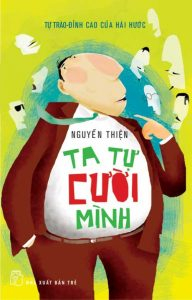 TỰ TRÀO-ĐỈNH CAO CỦA HÀI HƯỚC
NGUYỄN THIỆN
TA TỰ
CƯỜI
MÌNH
NHÀ XUẤT BẢN TRẺ